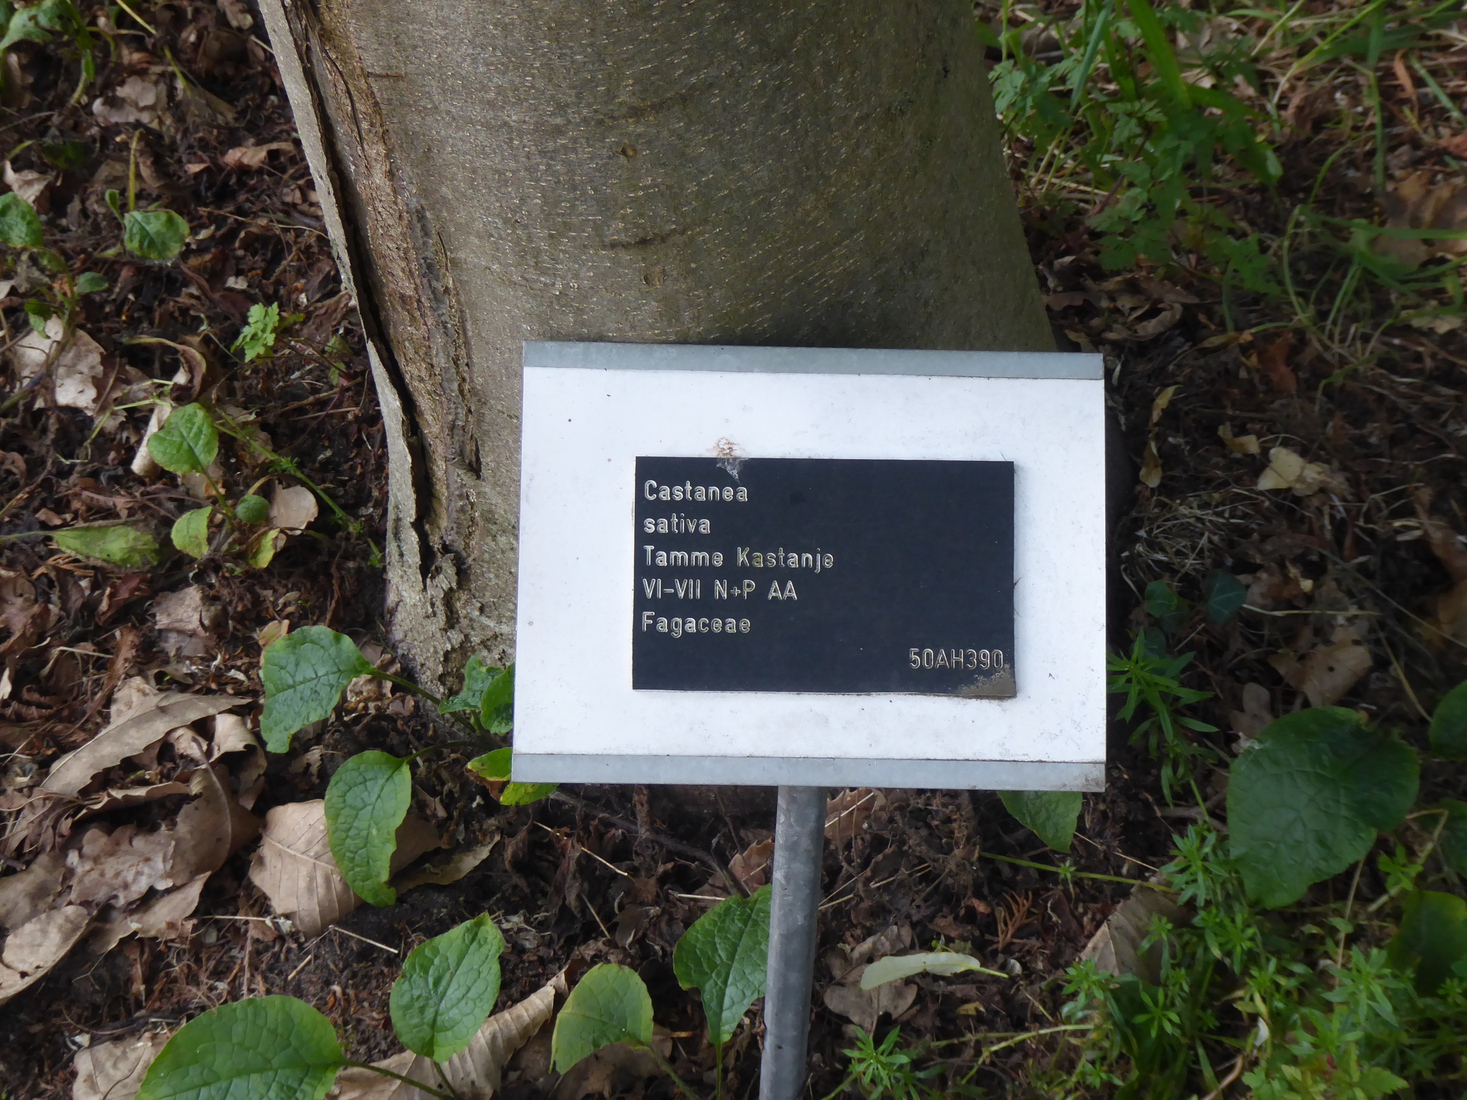 Castanea
sativa
Tamme Kastanje
VI-VII N+P AA
Fagaceae
50AH390